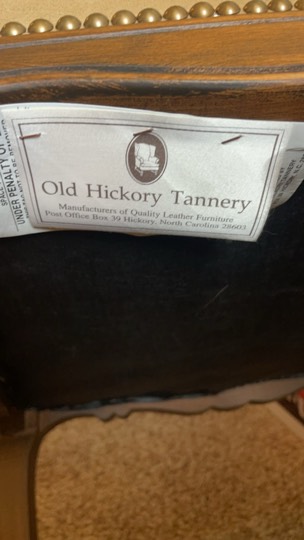 Old Hickory Tannery
Manufacturers of Quality Leather Furniture
Post Office Box 39 Hickory, North Carolina 28603
UNDER PENALTY OF